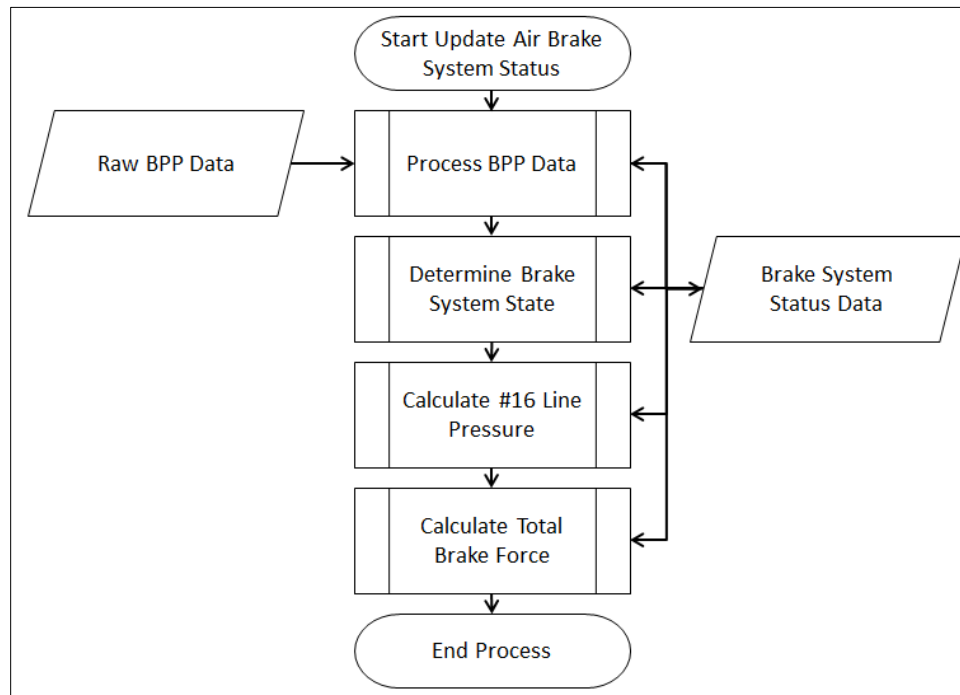 Start Update Air Brake
System Status
Raw BPP Data
Process BPP Data
Determine Brake
System State
Brake System
Status Data
Calculate #16 Line
Pressure
Calculate Total
Brake Force
End Process